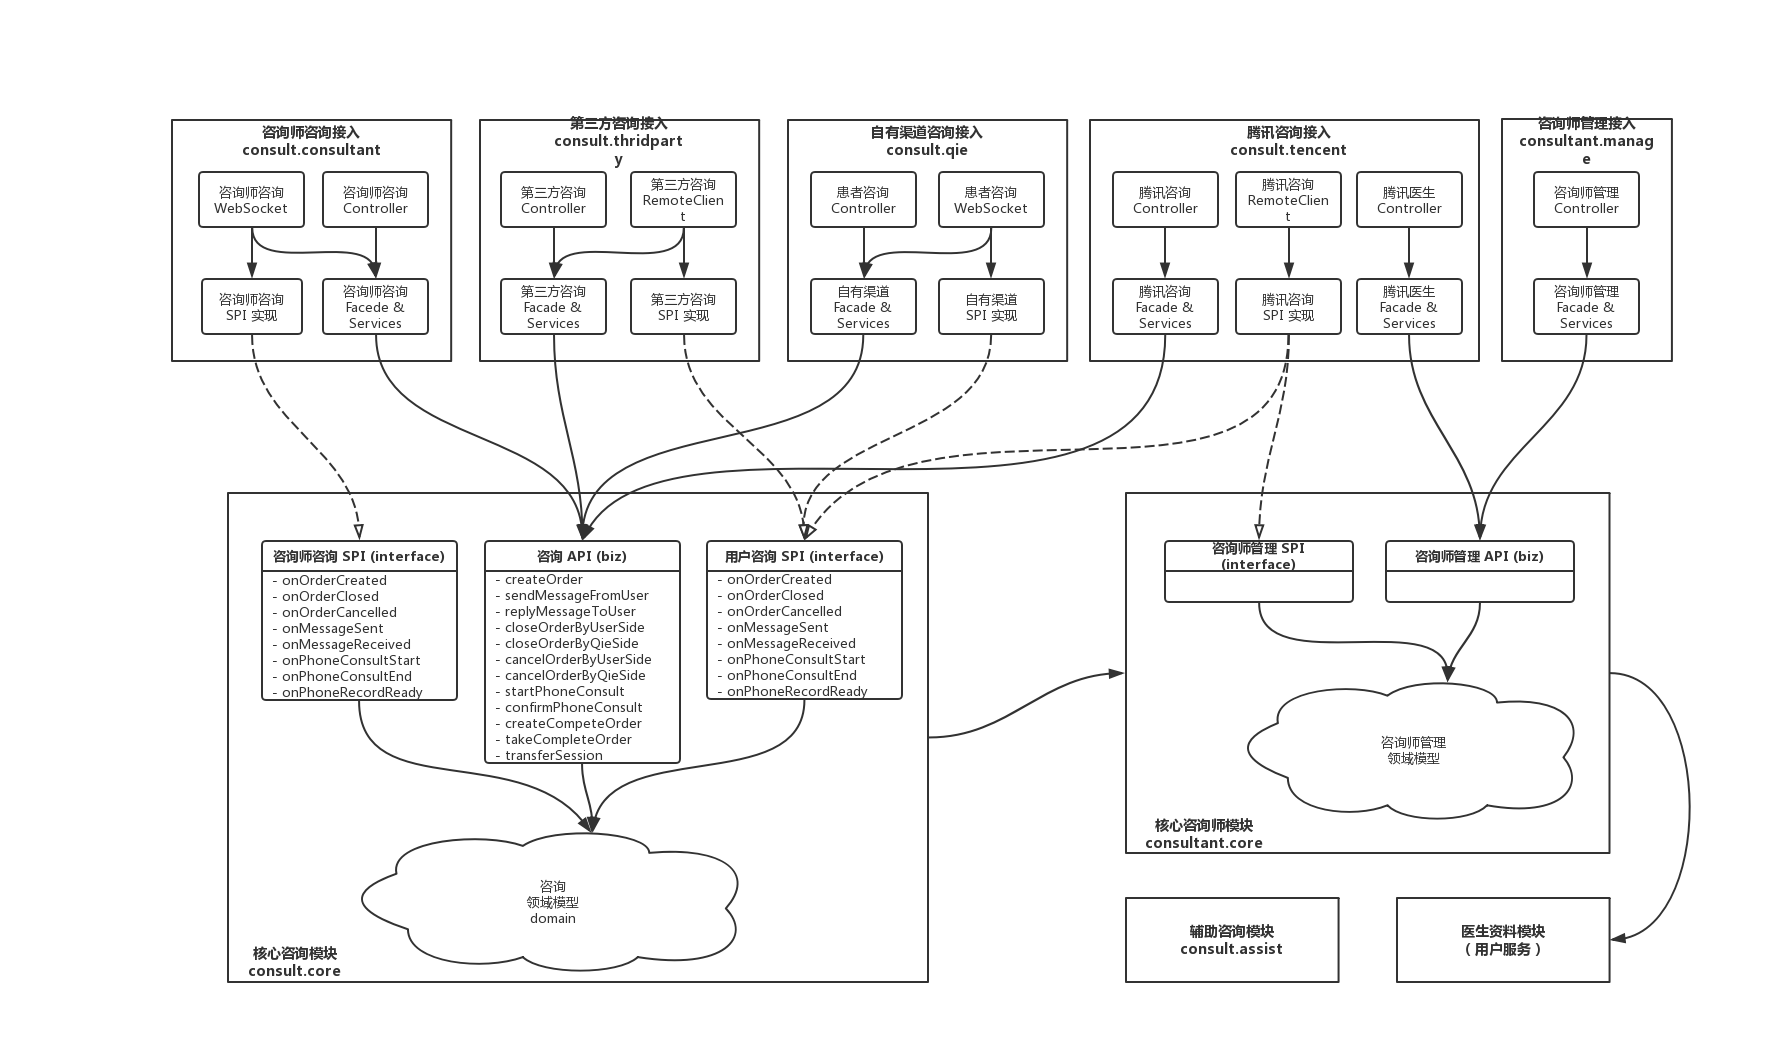 咨询师咨询接入
consult.consultant
咨询师咨询
WebSocket
咨询师咨询
Controller
咨询师咨询
SPI 实现
咨询师咨询
Facede &
Services
第三方咨询接入
consult.thridpart
y
第三方咨询
Controller
第三方咨询
RemoteClien
t
第三方咨询
Facade &
Services
第三方咨询
SPI 实现
自有渠道咨询接入
consult.qie
患者咨询
Controller
患者咨询
WebSocket
自有渠道
Facade &
Services
自有渠道
SPI 实现
腾讯咨询接入
consult.tencent
腾讯咨询
Controller
腾讯咨询
RemoteClien
t
腾讯医生
Controller
腾讯咨询
Facade &
Services
腾讯咨询
SPI 实现
腾讯医生
Facade &
Services
咨询师管理接入
consultant.manag
e
咨询师管理
Controller
咨询师管理
Facade &
Services
咨询师咨询 SPI (interface)
- onOrderCreated
- onOrderClosed
- onOrderCancelled
- onMessageSent
- onMessageReceived
- onPhoneConsultStart
- onPhoneConsultEnd
- onPhoneRecordReady
咨询 API (biz)
- createOrder
- sendMessageFromUser
- replyMessageToUser
- closeOrderByUserSide
- closeOrderByQieSide
- cancelOrderByUserSide
- cancelOrderByQieSide
- startPhoneConsult
- confirmPhoneConsult
- createCompeteOrder
- takeCompleteOrder
- transferSession
用户咨询 SPI (interface)
- onOrderCreated
- onOrderClosed
- onOrderCancelled
- onMessageSent
- onMessageReceived
- onPhoneConsultStart
- onPhoneConsultEnd
- onPhoneRecordReady
咨询
领域模型
domain
核心咨询模块
consult.core
咨询师管理 SPI
(interface)
咨询师管理 API (biz)
咨询师管理
领域模型
核心咨询师模块
consultant.core
辅助咨询模块
consult.assist
医生资料模块
（用户服务）